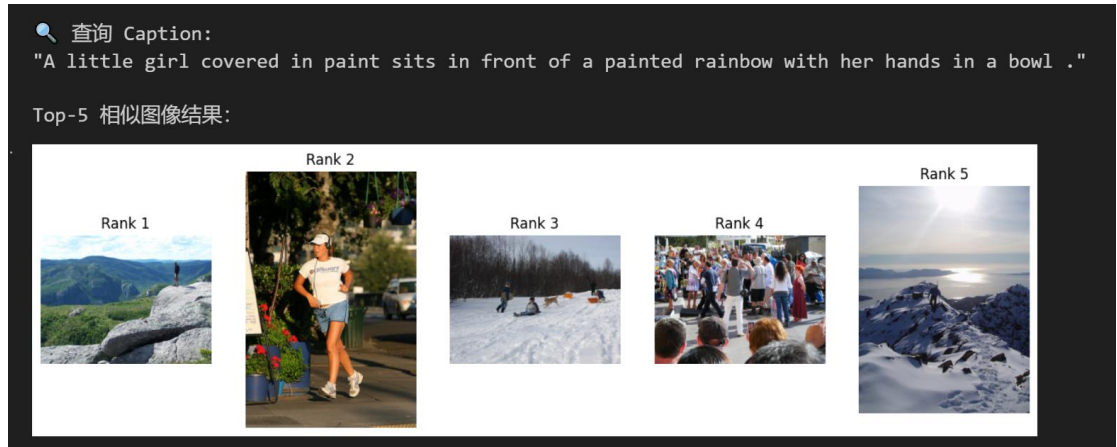 🔍 查询 Caption:
"A little girl covered in paint sits in front of a painted rainbow with her hands in a bowl ."
Top-5 相似图像结果:
Rank 1
Rank 2
Rank 3
Rank 4
Rank 5